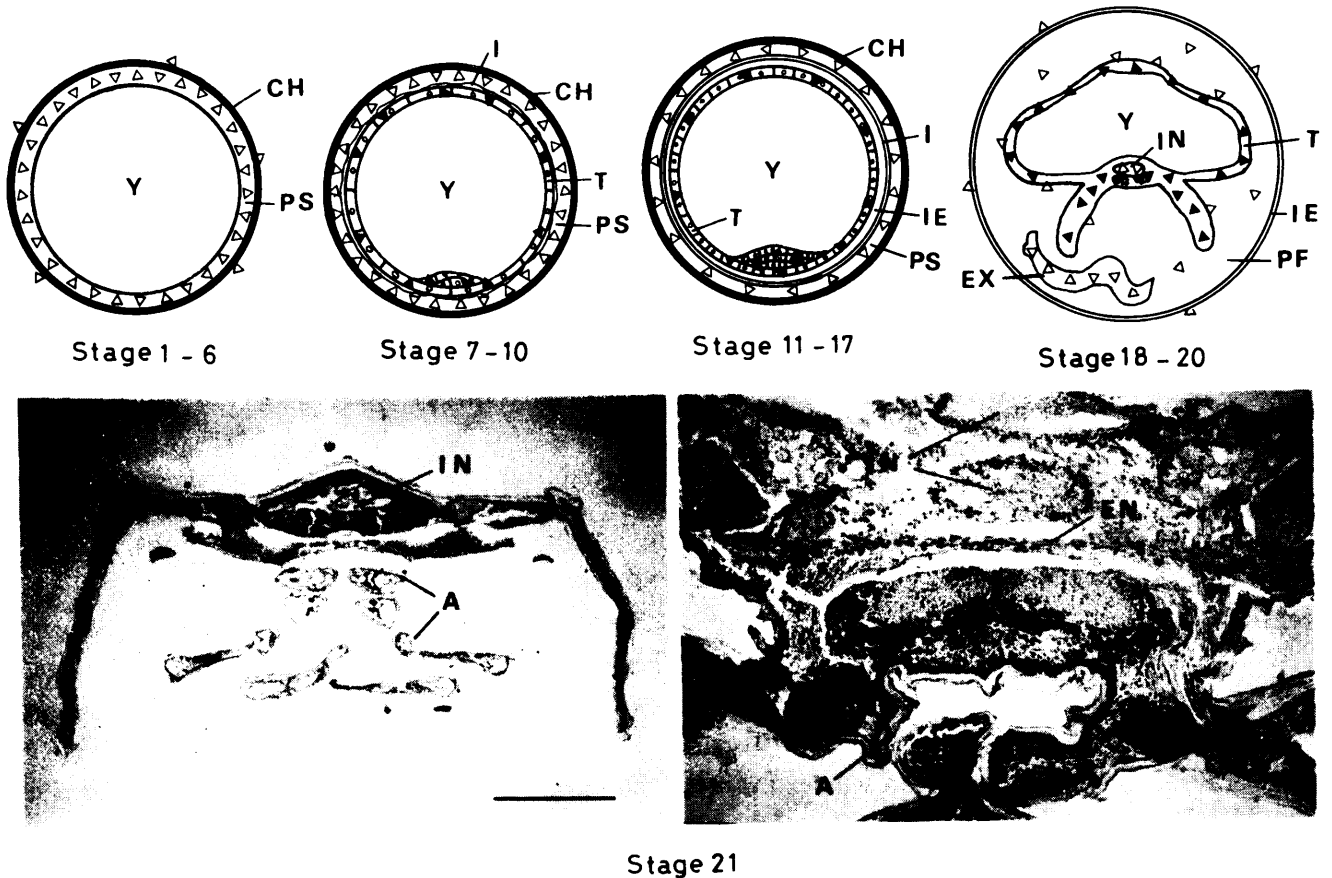 CH
Y
PS
Stage 1 - 6
I
CH
T
Y
PS
Stage 7 - 10
CH
I
Y
T
IE
PS
Stage 11 - 17
Y
IN
T
IE
EX
PF
Stage 18 - 20
IN
A
EN
A
Stage 21